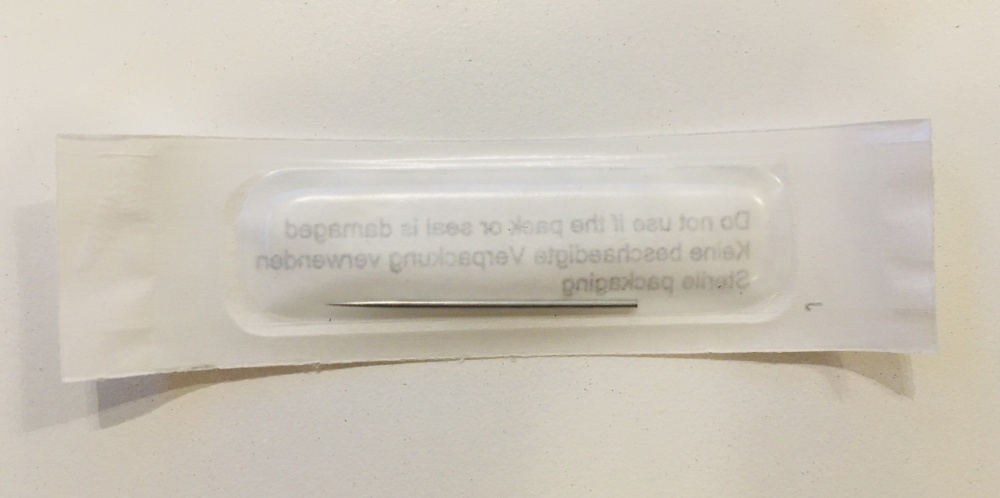 Do not use if the pack or seal is damaged
Keine beschaedigte Verpackung verwenden
Sterile packaging